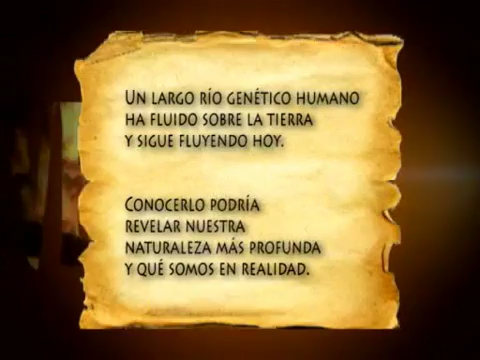 Un largo río genético humano
ha fluido sobre la tierra
y sigue fluyendo hoy.
Conocerlo podría
revelar nuestra
naturaleza más profunda
y qué somos en realidad.